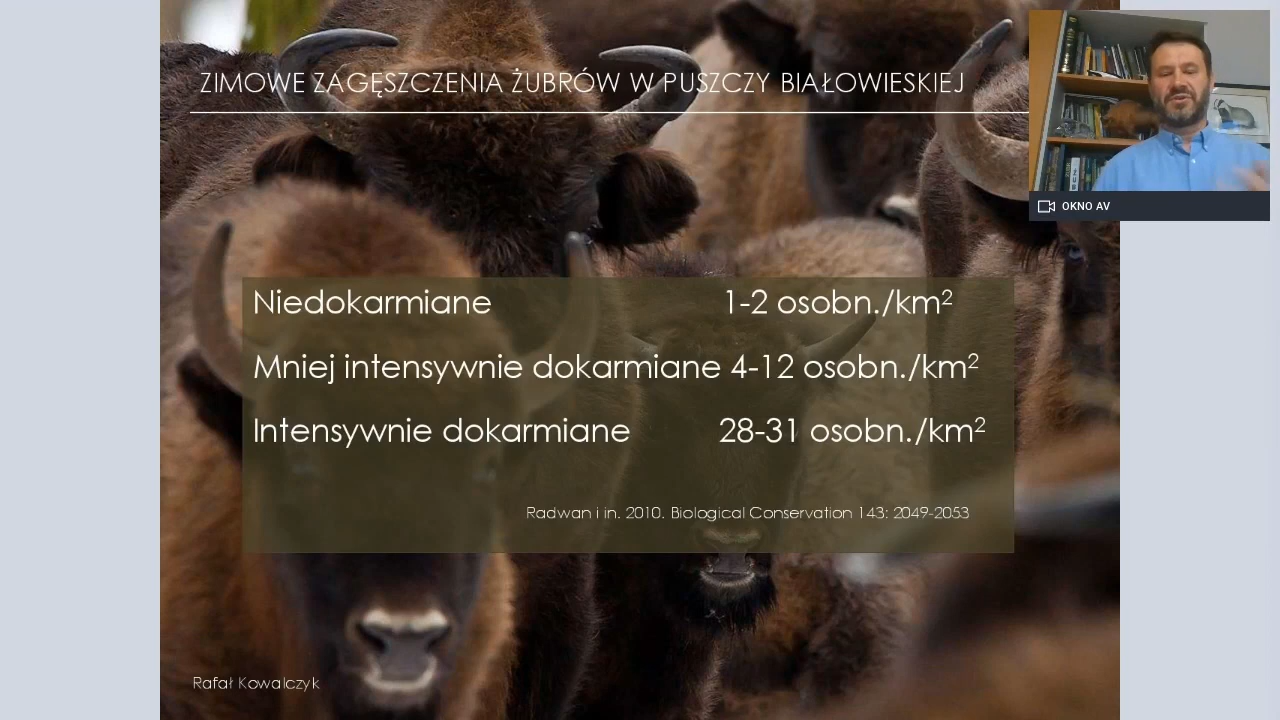 ZIMOWE ZAGĘSZCZENIA ŻUBRÓW W PUSZCZY BIAŁOWIESKIEJ
OKNO AV
Niedokarmiane 1-2 osobn./km²
Mniej intensywnie dokarmiane 4-12 osobn./km²
Intensywnie dokarmiane 28-31 osobn./km²
Radwan i in. 2010. Biological Conservation 143: 2049-2053
Rafał Kowalczyk